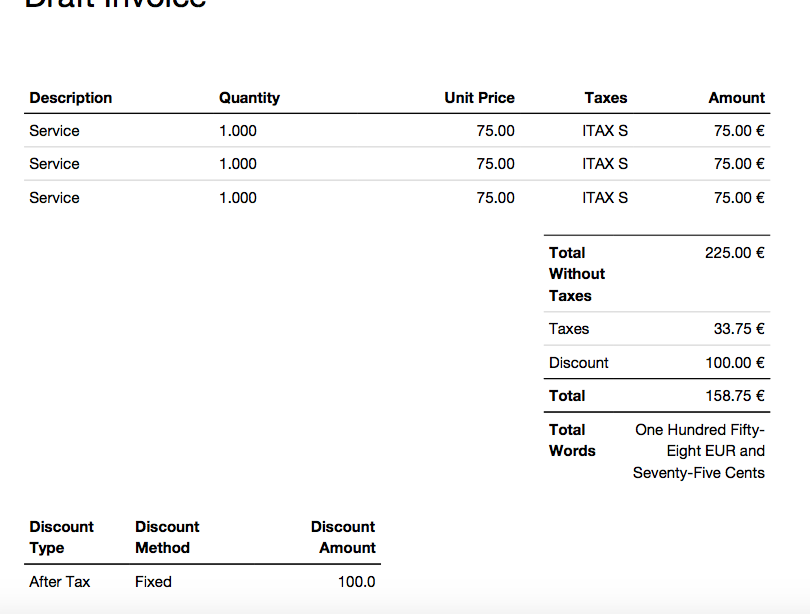 Draft Invoice
Description Quantity Unit Price Taxes Amount
Service 1.000 75.00 ITAX S 75.00 €
Service 1.000 75.00 ITAX S 75.00 €
Service 1.000 75.00 ITAX S 75.00 €
Total 225.00 €
Without
Taxes
Taxes 33.75 €
Discount 100.00 €
Total 158.75 €
Total One Hundred Fifty-
Words Eight EUR and
Seventy-Five Cents
Discount Discount Discount
Type Method Amount
After Tax Fixed 100.0